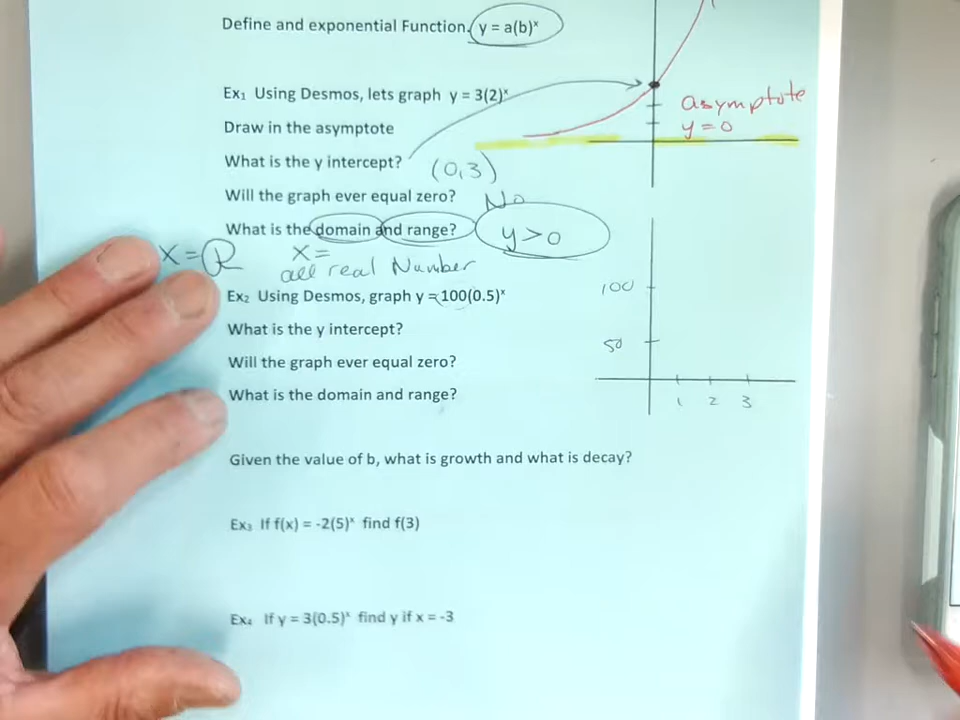 Define and exponential Function. y = a(b)ˣ
Ex₁ Using Desmos, lets graph y = 3(2)ˣ
asymptote
y = 0
Draw in the asymptote
What is the y intercept? (0,3)
Will the graph ever equal zero? No
What is the domain and range? y > 0
x = ℝ x =
all real Number
Ex₂ Using Desmos, graph y = 100(0.5)ˣ
100
What is the y intercept?
50
Will the graph ever equal zero?
What is the domain and range?
1 2 3
Given the value of b, what is growth and what is decay?
Ex₃ If f(x) = -2(5)ˣ find f(3)
Ex₄ If y = 3(0.5)ˣ find y if x = -3